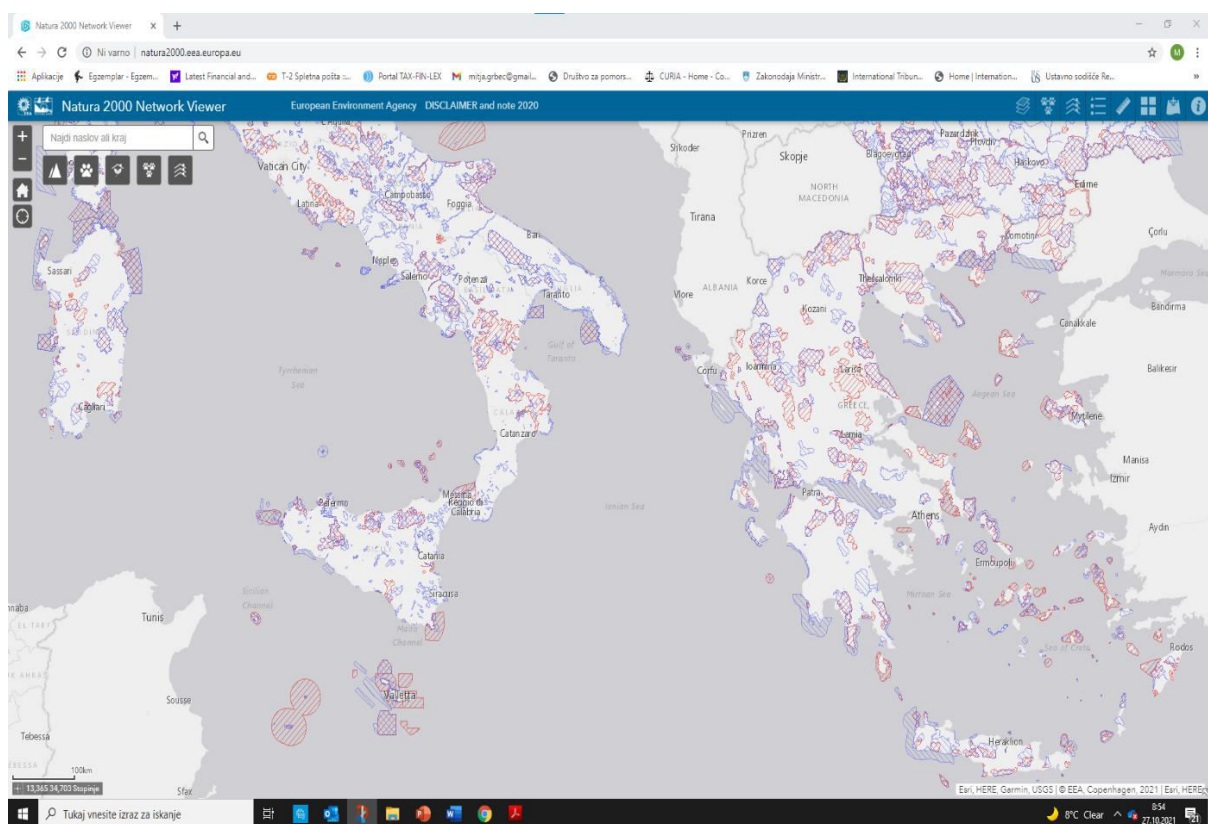 Natura 2000 Network Viewer
Ni varno | natura2000.eea.europa.eu
Aplikacije
Egzemplar - Egzem...
Latest Financial and...
T-2 Spletna pošta ::...
Portal TAX-FIN-LEX
mitja.grbec@gmail...
Društvo za pomors...
CURIA - Home - Co...
Zakonodaja Ministr...
International Tribun...
Home | Internation...
Ustavno sodišče Re...
Natura 2000 Network Viewer
European Environment Agency DISCLAIMER and note 2020
Najdi naslov ali kraj
Vatican City
Latina
Campobasso
Foggia
Bari
Naples
Salerno
Potenza
Taranto
Gulf of
Taranto
Sassari
Cagliari
Tyrrhenian
Sea
Catanzaro
Messina
Reggio di
Calabria
Palermo
Catania
Siracusa
Sicilian
Channel
Malta
Channel
Valletta
Tunis
Sousse
Sfax
Tebessa
Ionian Sea
Prizren
Skopje
NORTH
MACEDONIA
Tirana
Vlore
ALBANIA
Korce
Kozani
Thessaloniki
Blagoevgrad
Pazardzhik
Plovdiv
Haskovo
Edirne
Komotini
Çorlu
Marmara Sea
Bandirma
Canakkale
Balikesir
Corfu
Ioannina
Larisa
GREECE
Lamia
Aegean Sea
Mytilene
Manisa
Izmir
Patra
Athens
Aydin
Ermoupoli
Mirtoan Sea
Sea of Crete
Rodos
Heraklion
100km
13,365 34,703 Stopinje
Esri, HERE, Garmin, USGS | © EEA, Copenhagen, 2021 | Esri, HERE
Tukaj vnesite izraz za iskanje
8°C Clear
8:54
27.10.2021
21